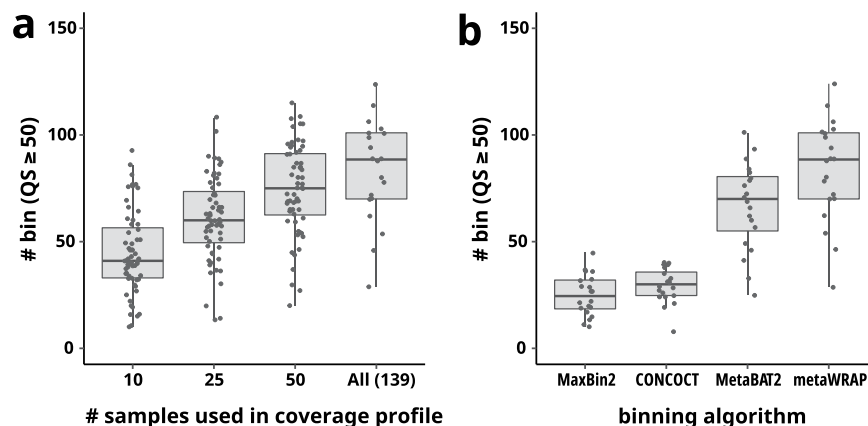 a
# bin (QS ≥ 50)
150
100
50
0
10 25 50 All (139)
# samples used in coverage profile
b
# bin (QS ≥ 50)
150
100
50
0
MaxBin2 CONCOCT MetaBAT2 metaWRAP
binning algorithm